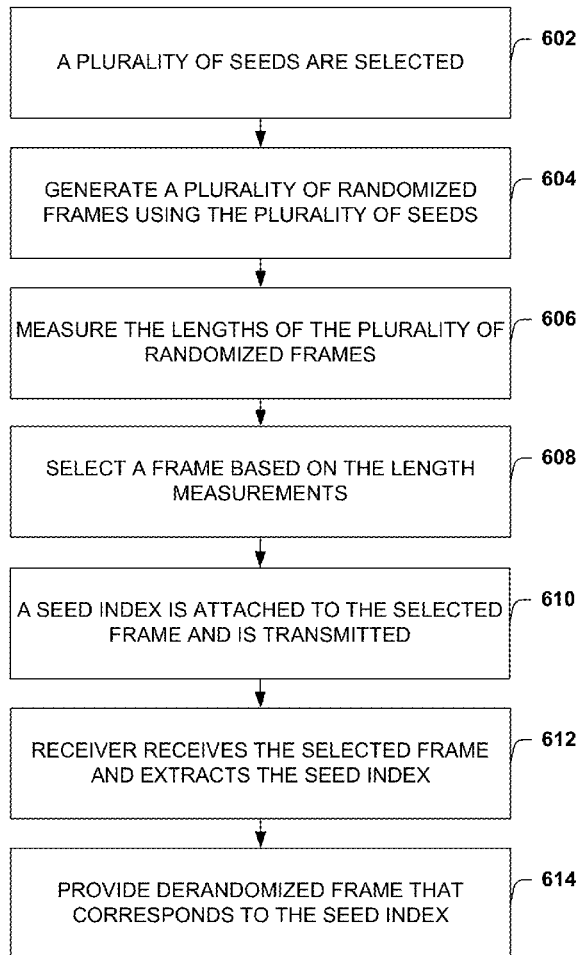 602
A PLURALITY OF SEEDS ARE SELECTED
604
GENERATE A PLURALITY OF RANDOMIZED
FRAMES USING THE PLURALITY OF SEEDS
606
MEASURE THE LENGTHS OF THE PLURALITY OF
RANDOMIZED FRAMES
608
SELECT A FRAME BASED ON THE LENGTH
MEASUREMENTS
610
A SEED INDEX IS ATTACHED TO THE SELECTED
FRAME AND IS TRANSMITTED
612
RECEIVER RECEIVES THE SELECTED FRAME
AND EXTRACTS THE SEED INDEX
614
PROVIDE DERANDOMIZED FRAME THAT
CORRESPONDS TO THE SEED INDEX